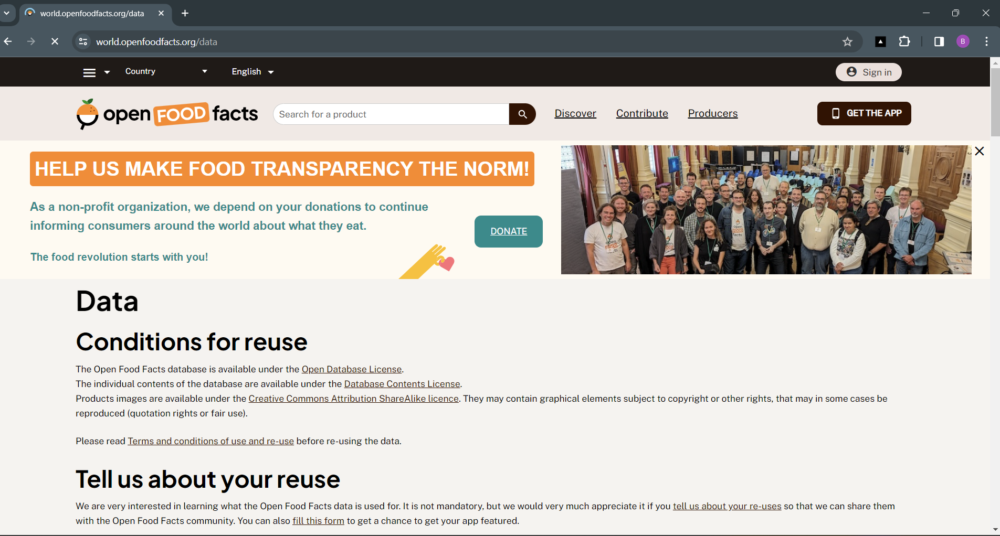 world.openfoodfacts.org/data
world.openfoodfacts.org/data
B
Country
English
Sign in
open FOOD facts
Search for a product
Discover
Contribute
Producers
GET THE APP
HELP US MAKE FOOD TRANSPARENCY THE NORM!
As a non-profit organization, we depend on your donations to continue
informing consumers around the world about what they eat.
DONATE
The food revolution starts with you!
open
FOOD
facts
Data
Conditions for reuse
The Open Food Facts database is available under the Open Database License.
The individual contents of the database are available under the Database Contents License.
Products images are available under the Creative Commons Attribution ShareAlike licence. They may contain graphical elements subject to copyright or other rights, that may in some cases be
reproduced (quotation rights or fair use).
Please read Terms and conditions of use and re-use before re-using the data.
Tell us about your reuse
We are very interested in learning what the Open Food Facts data is used for. It is not mandatory, but we would very much appreciate it if you tell us about your re-uses so that we can share them
with the Open Food Facts community. You can also fill this form to get a chance to get your app featured.